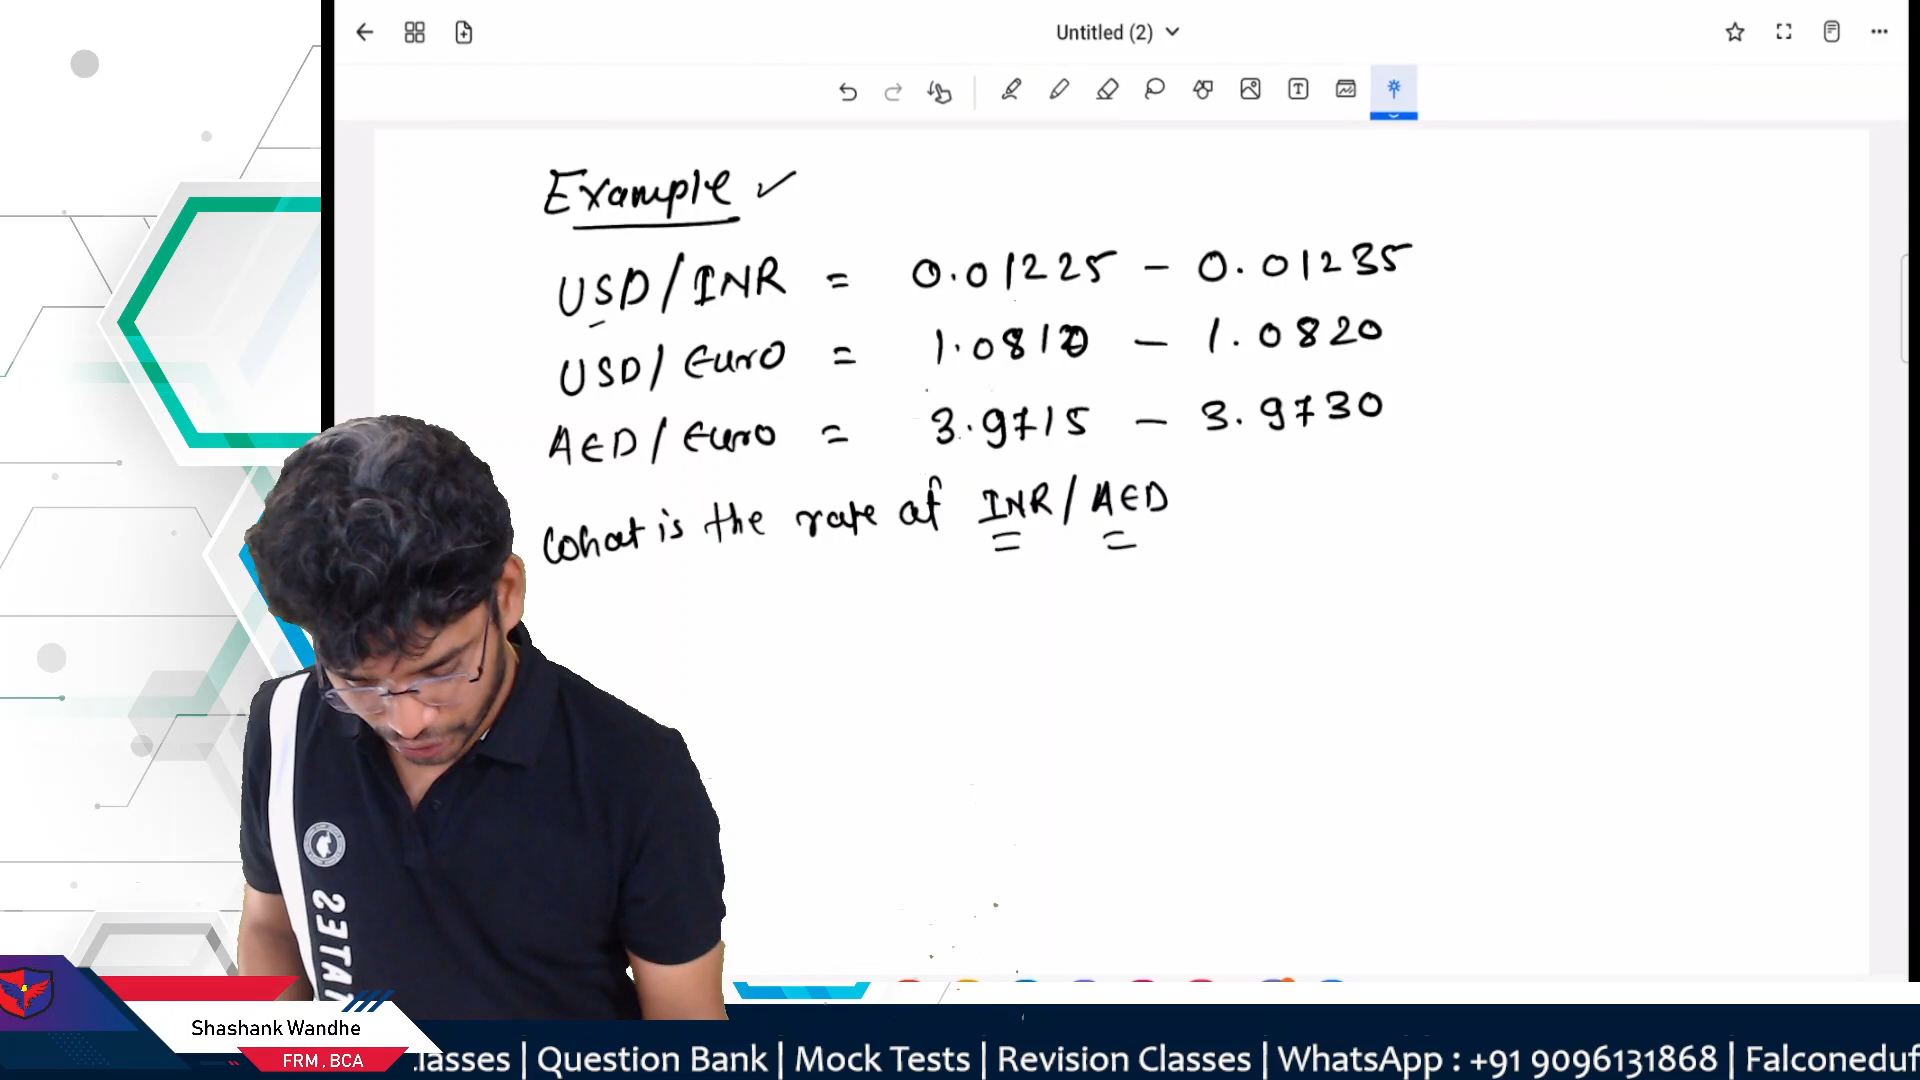 Untitled (2)
Example ✓
USD/INR = 0.01225 - 0.01235
USD/Euro = 1.0810 - 1.0820
AED/Euro = 3.9715 - 3.9730
What is the rate of INR/AED
Shashank Wandhe
FRM, BCA
lasses | Question Bank | Mock Tests | Revision Classes | WhatsApp : +91 9096131868 | Falconeduf